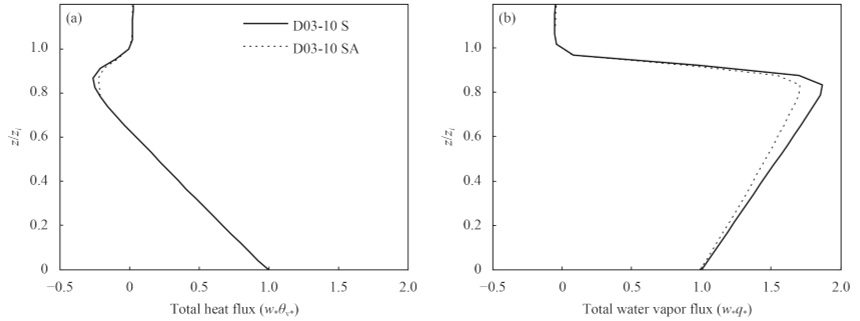 (a)
D03-10 S
D03-10 SA
1.0
0.8
0.6
0.4
0.2
0
z/zi
−0.5 0 0.5 1.0 1.5 2.0
Total heat flux (w*θv*)
(b)
1.0
0.8
0.6
0.4
0.2
0
z/zi
−0.5 0 0.5 1.0 1.5 2.0
Total water vapor flux (w*q*)